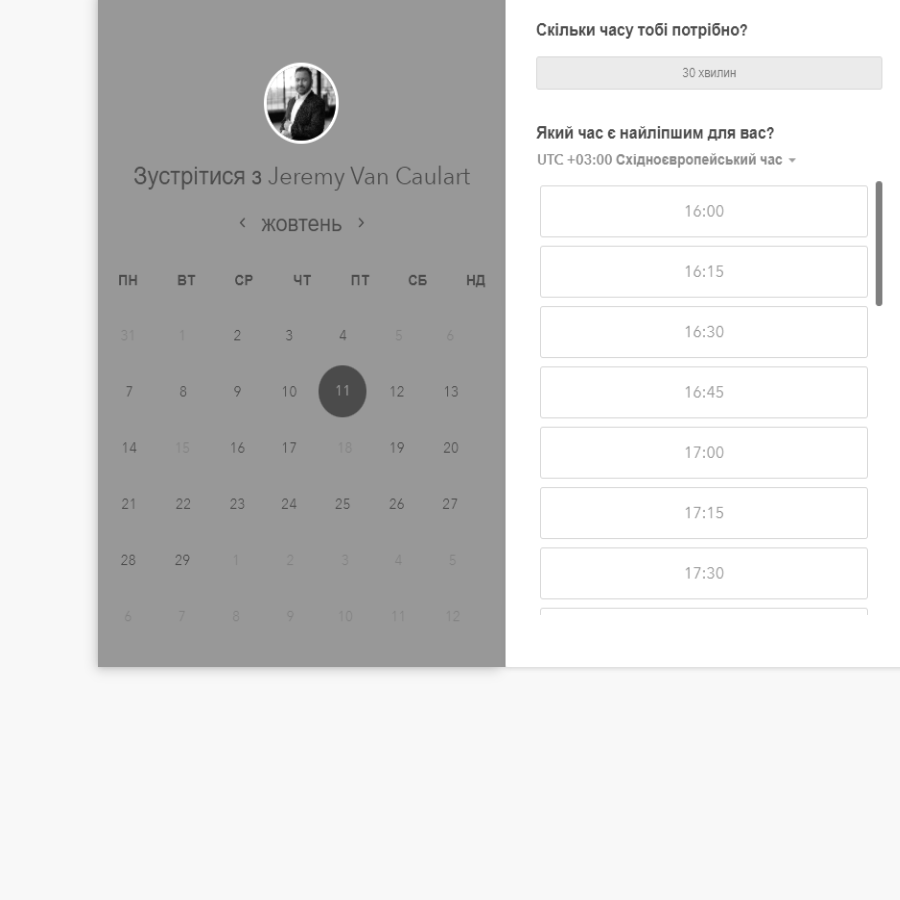 Зустрітися з Jeremy Van Caulart
жовтень
ПН ВТ СР ЧТ ПТ СБ НД
31 1 2 3 4 5 6
7 8 9 10 11 12 13
14 15 16 17 18 19 20
21 22 23 24 25 26 27
28 29 1 2 3 4 5
6 7 8 9 10 11 12
Скільки часу тобі потрібно?
30 хвилин
Який час є найліпшим для вас?
UTC +03:00 Східноєвропейський час
16:00
16:15
16:30
16:45
17:00
17:15
17:30